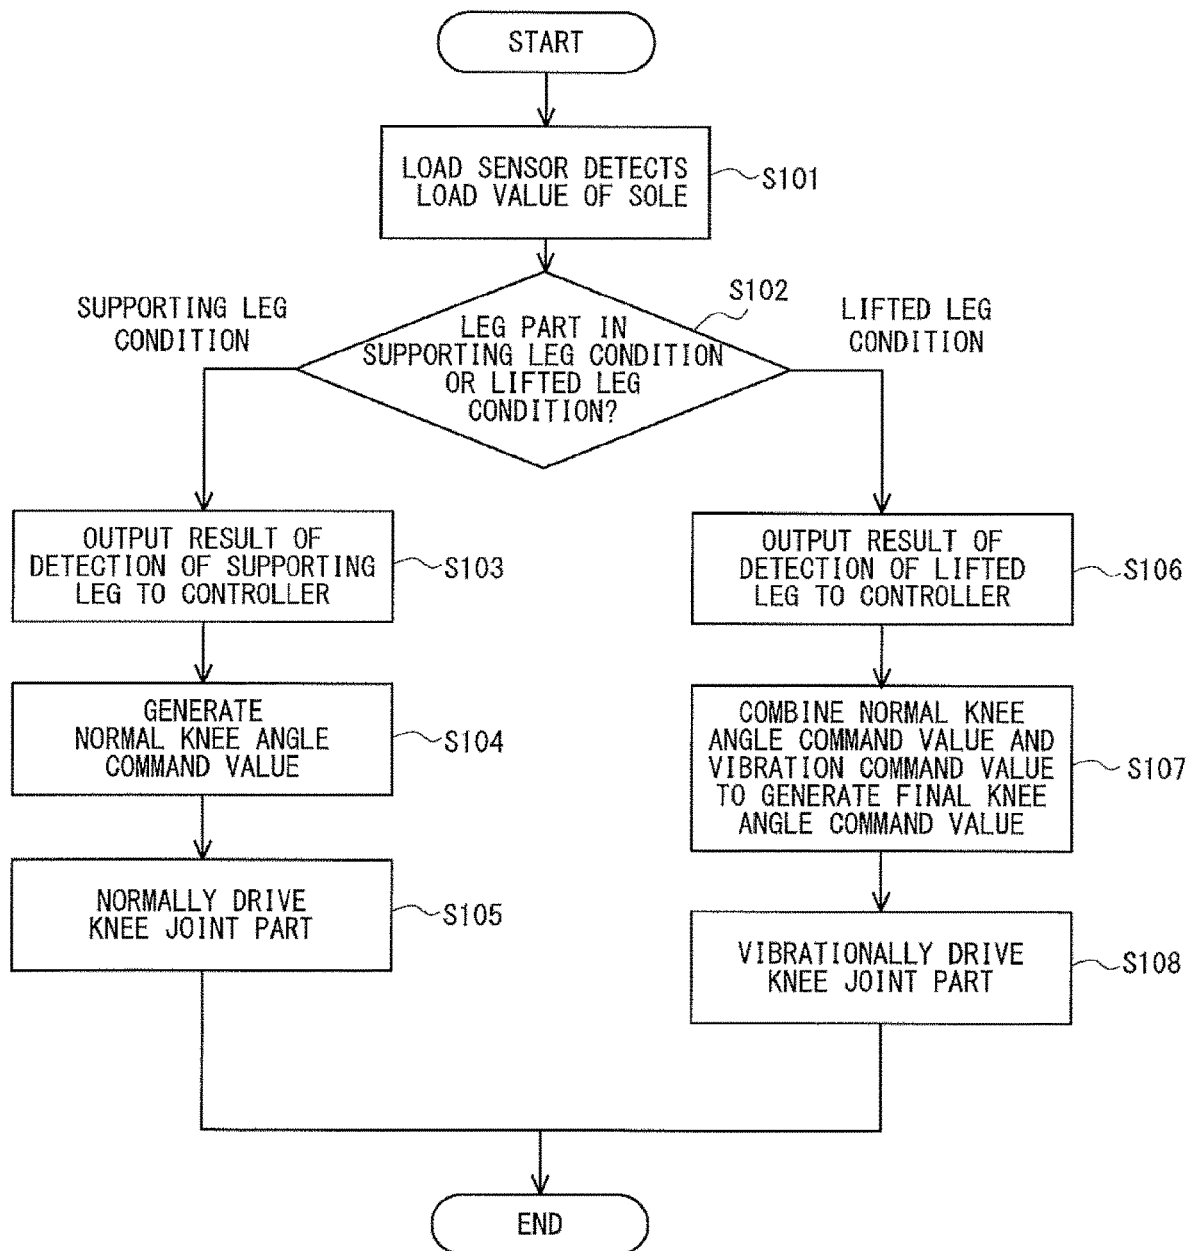 START
LOAD SENSOR DETECTS
LOAD VALUE OF SOLE
S101
SUPPORTING LEG
CONDITION
S102
LIFTED LEG
CONDITION
LEG PART IN
SUPPORTING LEG CONDITION
OR LIFTED LEG
CONDITION?
OUTPUT RESULT OF
DETECTION OF SUPPORTING
LEG TO CONTROLLER
S103
GENERATE
NORMAL KNEE ANGLE
COMMAND VALUE
S104
NORMALLY DRIVE
KNEE JOINT PART
S105
OUTPUT RESULT OF
DETECTION OF LIFTED
LEG TO CONTROLLER
S106
COMBINE NORMAL KNEE
ANGLE COMMAND VALUE AND
VIBRATION COMMAND VALUE
TO GENERATE FINAL KNEE
ANGLE COMMAND VALUE
S107
VIBRATIONALLY DRIVE
KNEE JOINT PART
S108
END